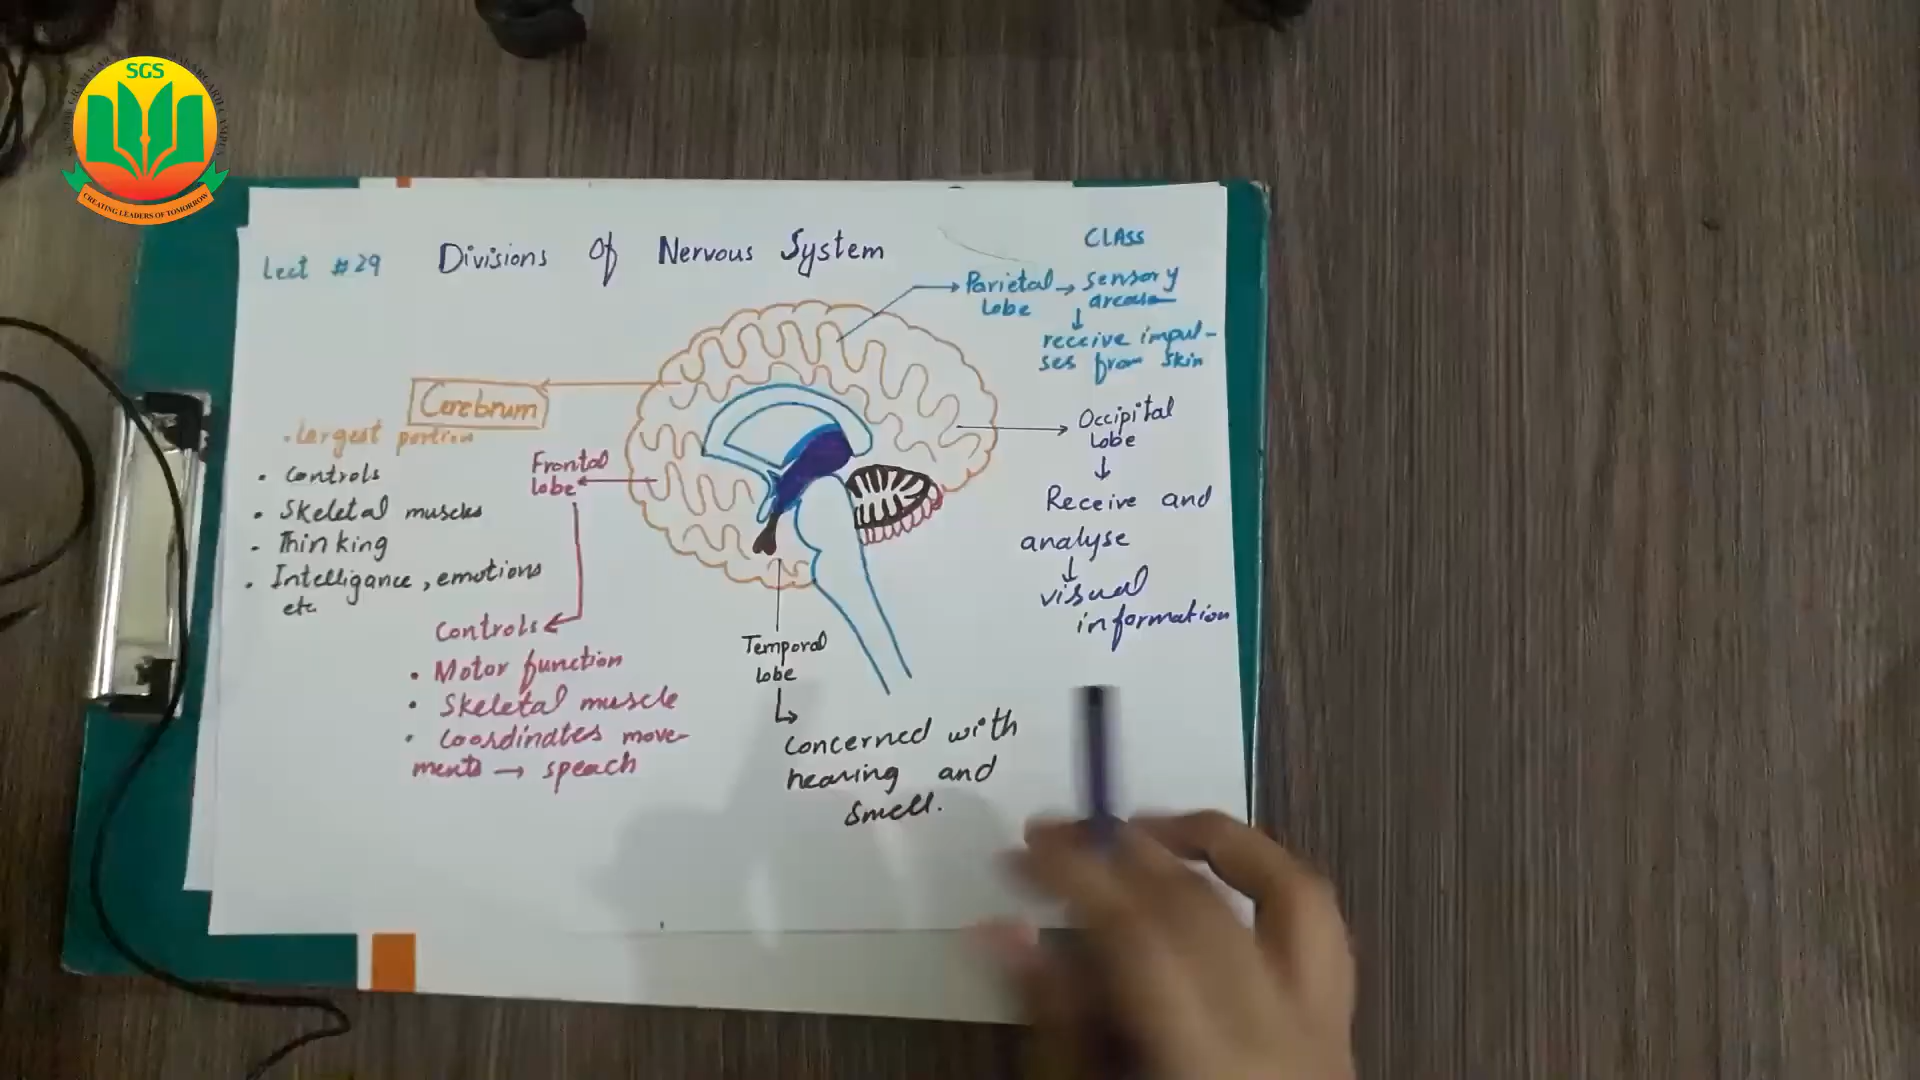 SGS
CREATING LEADERS OF TOMORROW
Lect #29
Divisions Of Nervous System
CLASS
Parietal → sensory
lobe areas
receive impul-
ses from skin
Cerebrum
. Largest portion
. Controls
. Skeletal muscles
. Thinking
. Intelligance, emotions
etc
Frontal
lobe
Controls
. Motor function
. Skeletal muscle
. Coordinates move-
ments → speach
Occipital
Lobe
Receive and
analyse
visual
information
Temporal
lobe
Concerned with
hearing and
smell.